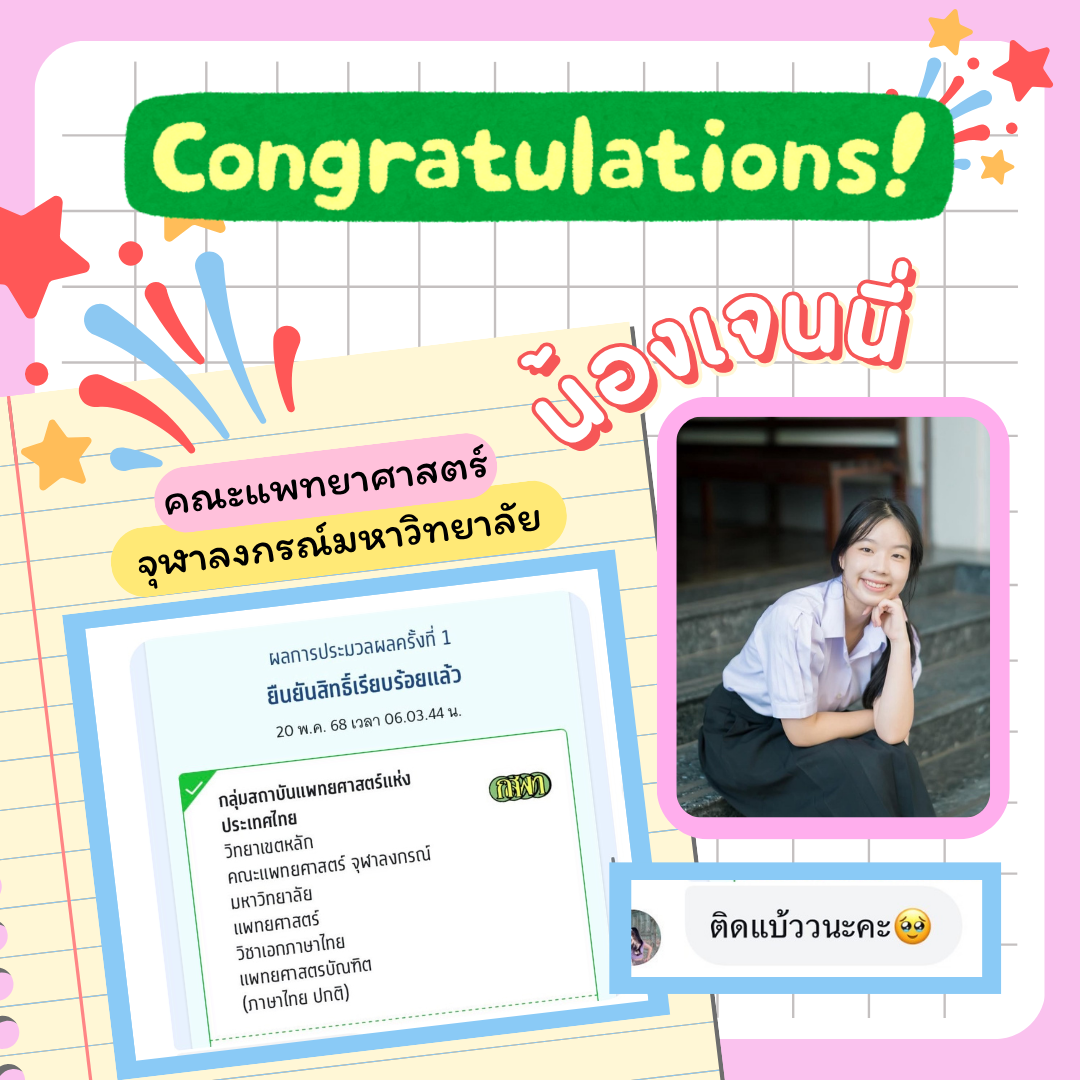 Congratulations!
น้องเจนนี่
คณะแพทยาศาสตร์
จุฬาลงกรณ์มหาวิทยาลัย
ผลการประมวลผลครั้งที่ 1
ยืนยันสิทธิ์เรียบร้อยแล้ว
20 พ.ค. 68 เวลา 06.03.44 น.
กลุ่มสถาบันแพทยศาสตร์แห่ง
ประเทศไทย
กสพท
วิทยาเขตหลัก
คณะแพทยศาสตร์ จุฬาลงกรณ์
มหาวิทยาลัย
แพทยศาสตร์
วิชาเอกภาษาไทย
แพทยศาสตรบัณฑิต
(ภาษาไทย ปกติ)
ติดแบ้ววนะคะ🥹